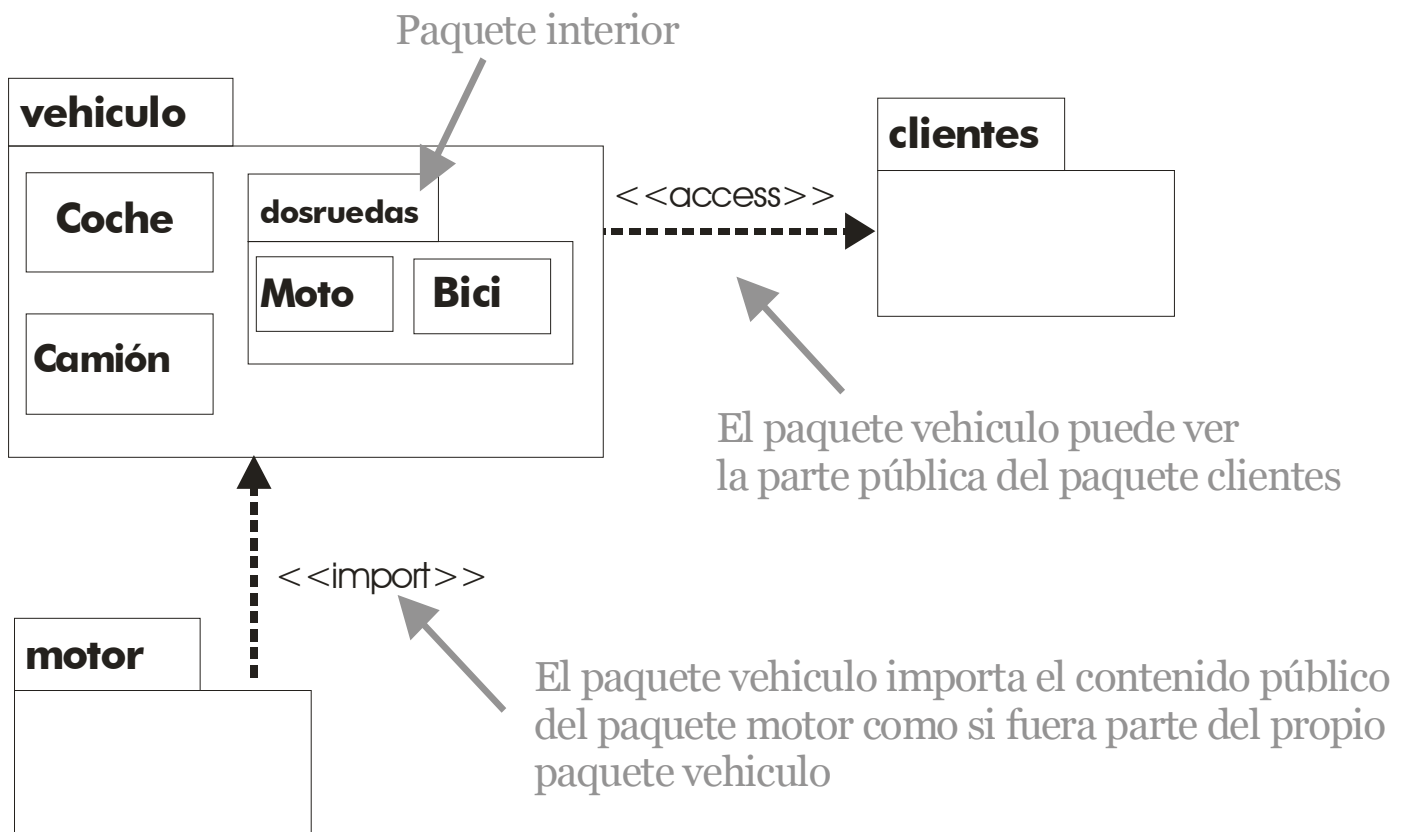 Paquete interior
vehiculo
clientes
Coche
dosruedas
<<access>>
Moto
Bici
Camión
El paquete vehiculo puede ver
la parte pública del paquete clientes
<<import>>
motor
El paquete vehiculo importa el contenido público
del paquete motor como si fuera parte del propio
paquete vehiculo